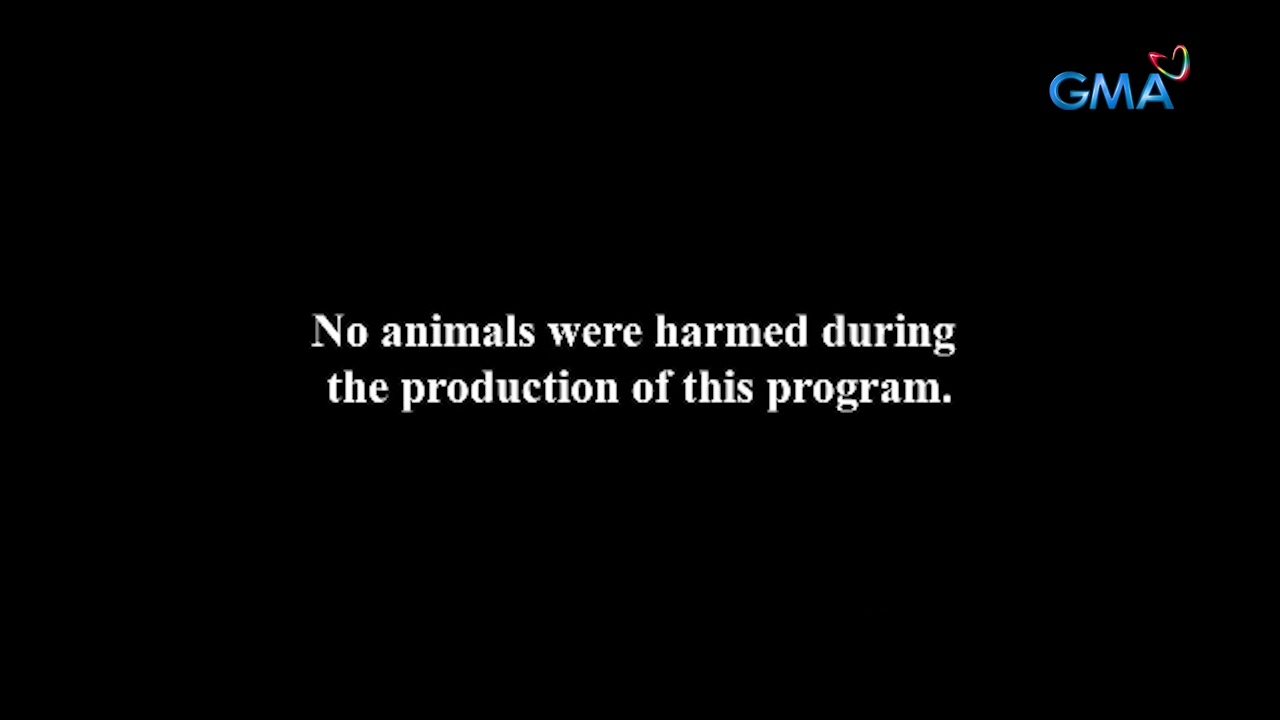 GMA
No animals were harmed during
the production of this program.